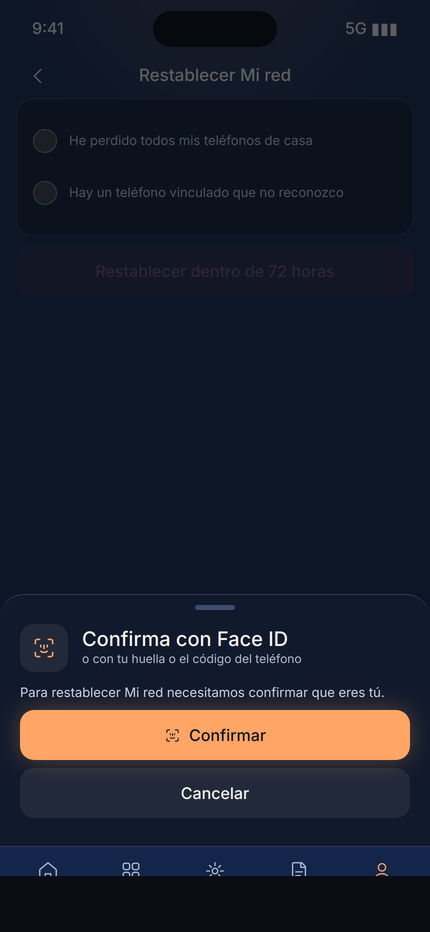 9:41
5G
Restablecer Mi red
He perdido todos mis teléfonos de casa
Hay un teléfono vinculado que no reconozco
Restablecer dentro de 72 horas
Confirma con Face ID
o con tu huella o el código del teléfono
Para restablecer Mi red necesitamos confirmar que eres tú.
Confirmar
Cancelar